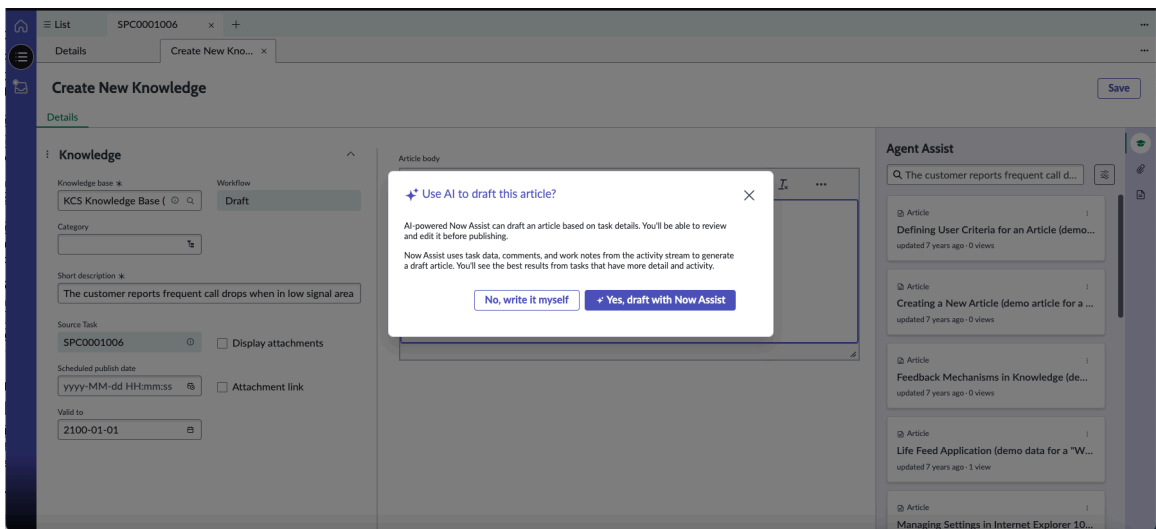 List
SPC0001006
Details
Create New Kno...
Create New Knowledge
Save
Details
Knowledge
Knowledge base
KCS Knowledge Base (
Workflow
Draft
Category
Short description
The customer reports frequent call drops when in low signal area
Source Task
SPC0001006
Display attachments
Scheduled publish date
yyyy-MM-dd HH:mm:ss
Attachment link
Valid to
2100-01-01
Article body
Use AI to draft this article?
AI-powered Now Assist can draft an article based on task details. You'll be able to review
and edit it before publishing.
Now Assist uses task data, comments, and work notes from the activity stream to generate
a draft article. You'll see the best results from tasks that have more detail and activity.
No, write it myself
Yes, draft with Now Assist
Agent Assist
The customer reports frequent call d...
Article
Defining User Criteria for an Article (demo...
updated 7 years ago · 0 views
Article
Creating a New Article (demo article for a ...
updated 7 years ago · 0 views
Article
Feedback Mechanisms in Knowledge (de...
updated 7 years ago · 0 views
Article
Life Feed Application (demo data for a "W...
updated 7 years ago · 1 view
Article
Managing Settings in Internet Explorer 10...